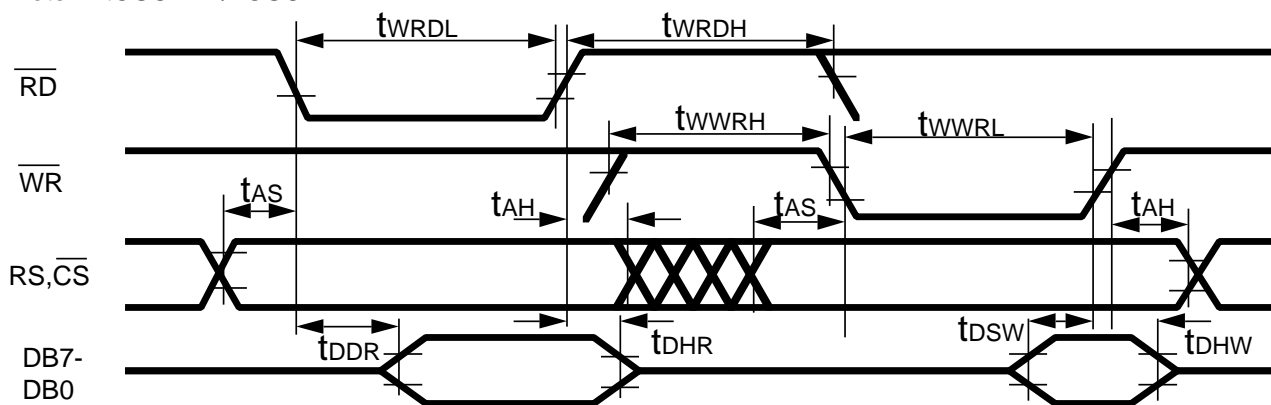 tWRDL tWRDH
RD
tWWRH tWWRL
WR
tAS tAH tAS tAH
RS,CS
tDDR tDHR tDSW tDHW
DB7-
DB0